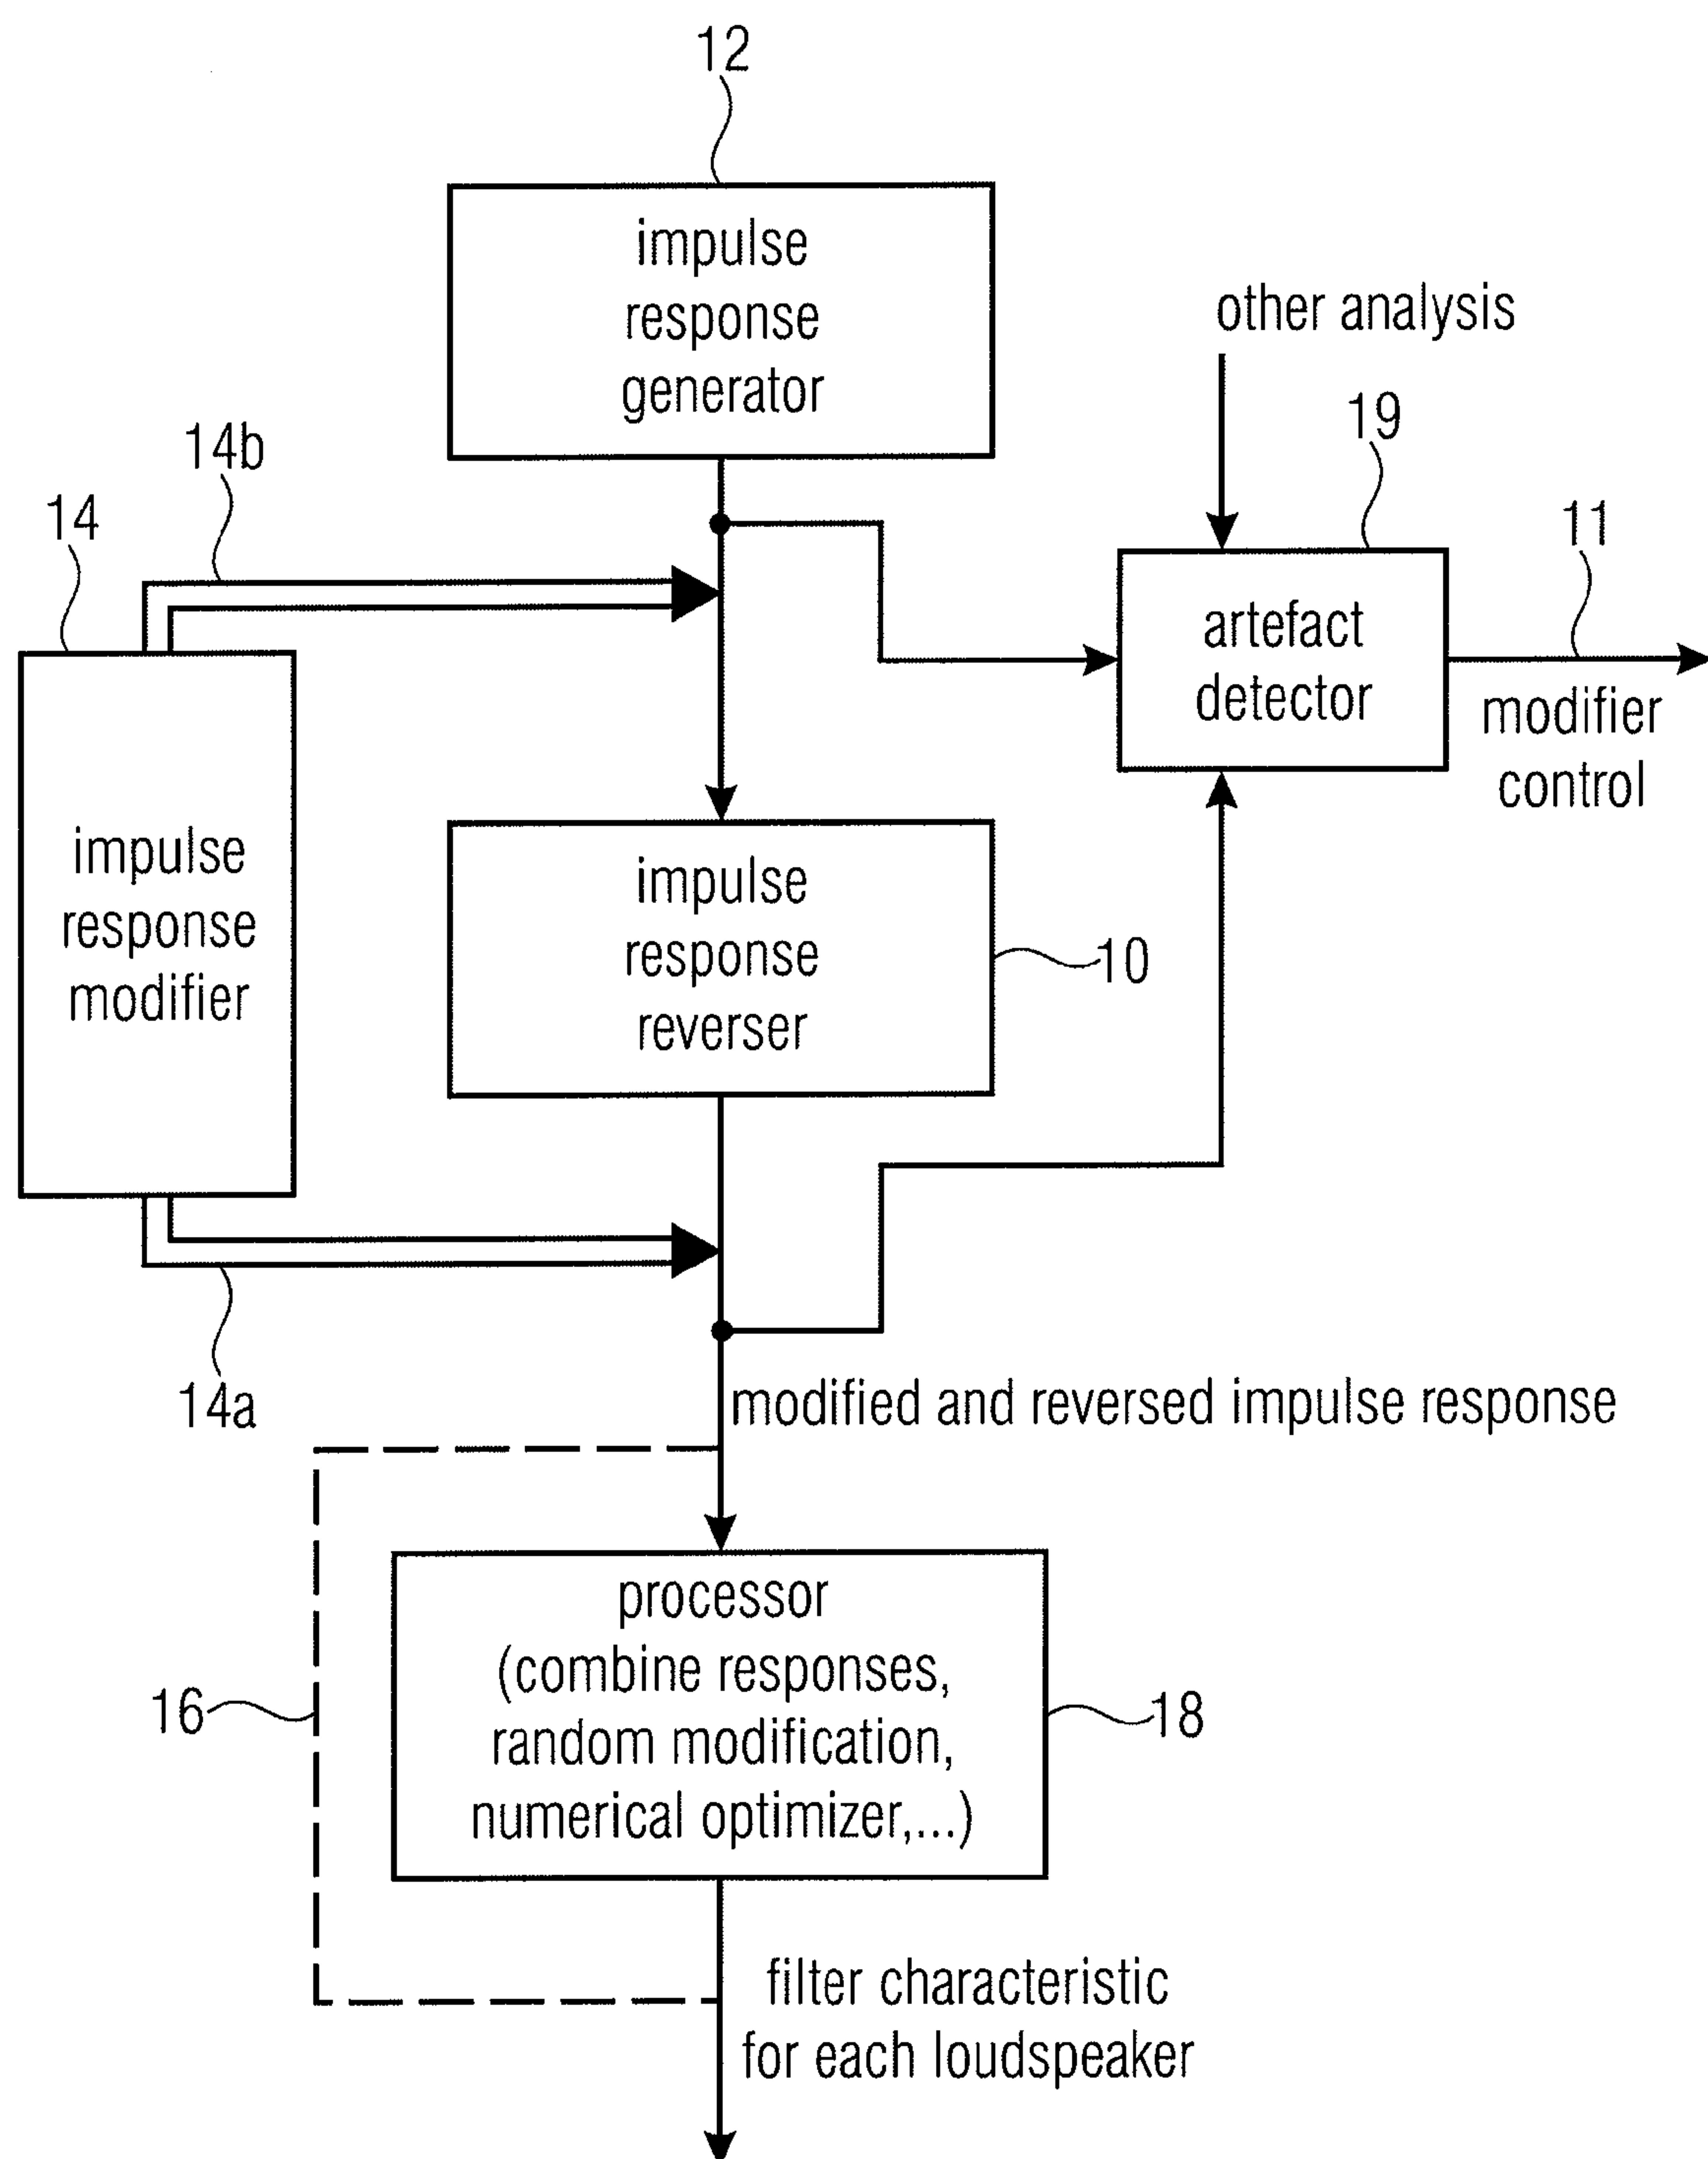 12
impulse
response
generator
other analysis
19
14b
11
14
artefact
detector
modifier
control
impulse
response
modifier
impulse
response
reverser
10
14a
modified and reversed impulse response
processor
(combine responses,
random modification,
numerical optimizer,...)
16
18
filter characteristic
for each loudspeaker